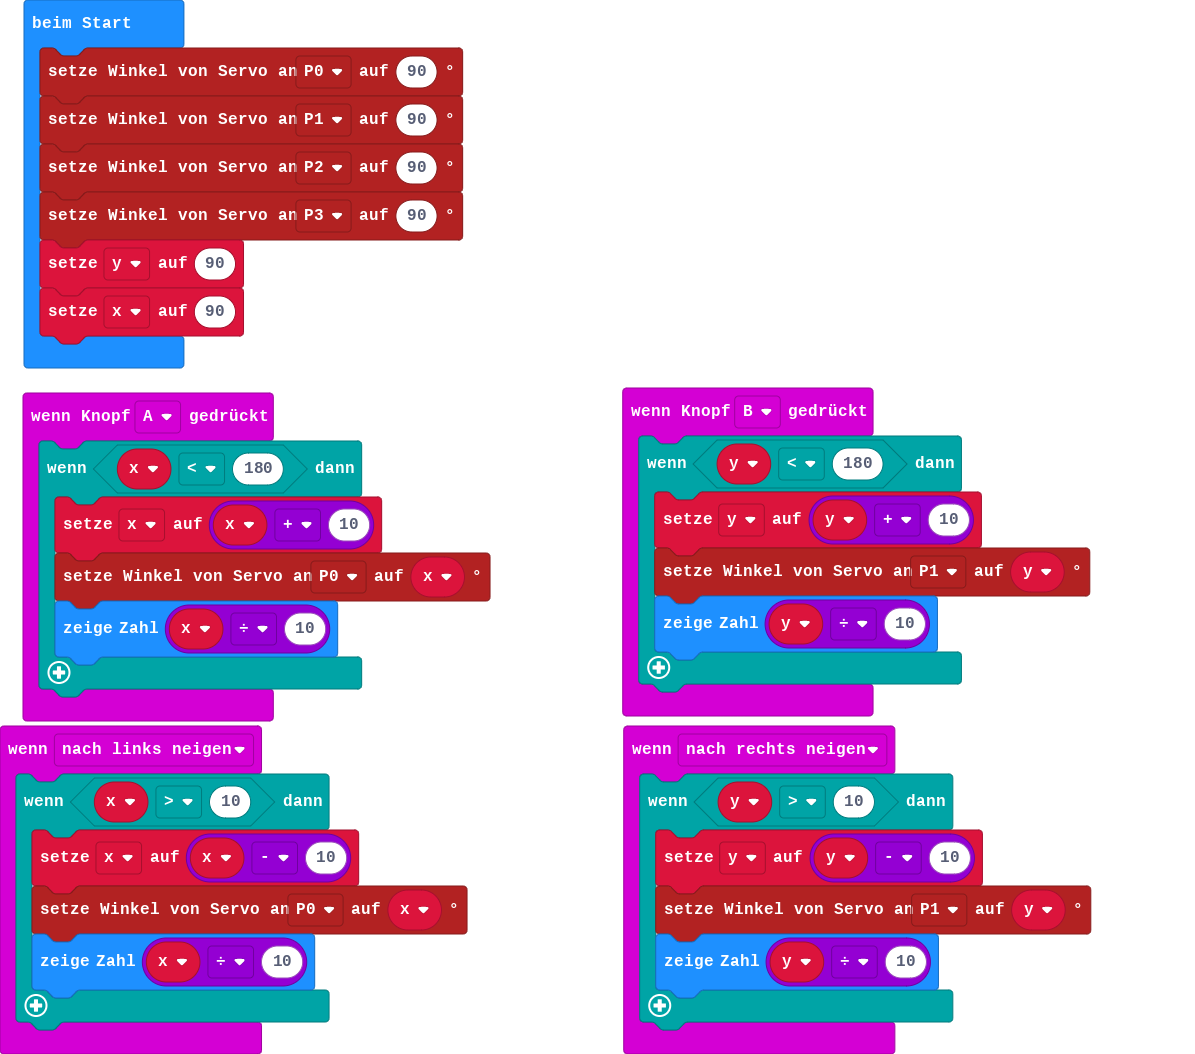 beim Start
setze Winkel von Servo an P0 auf 90 °
setze Winkel von Servo an P1 auf 90 °
setze Winkel von Servo an P2 auf 90 °
setze Winkel von Servo an P3 auf 90 °
setze y auf 90
setze x auf 90
wenn Knopf A gedrückt
wenn x < 180 dann
setze x auf x + 10
setze Winkel von Servo an P0 auf x °
zeige Zahl x ÷ 10
wenn Knopf B gedrückt
wenn y < 180 dann
setze y auf y + 10
setze Winkel von Servo an P1 auf y °
zeige Zahl y ÷ 10
wenn nach links neigen
wenn x > 10 dann
setze x auf x - 10
setze Winkel von Servo an P0 auf x °
zeige Zahl x ÷ 10
wenn nach rechts neigen
wenn y > 10 dann
setze y auf y - 10
setze Winkel von Servo an P1 auf y °
zeige Zahl y ÷ 10